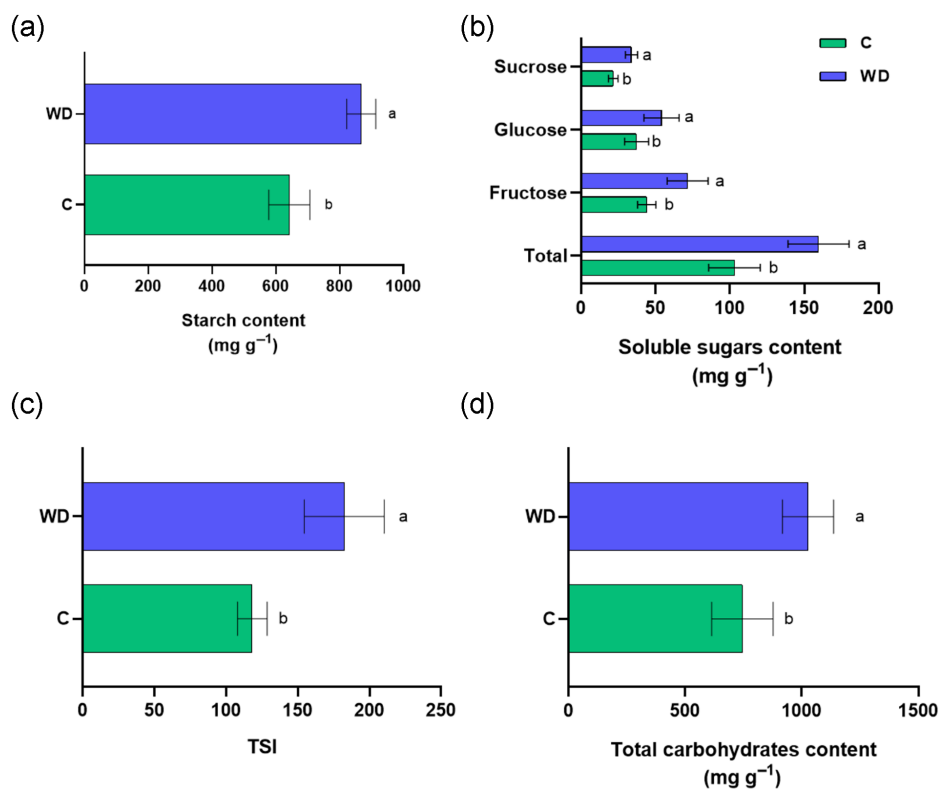 (a)
WD
a
C
b
0 200 400 600 800 1000
Starch content
(mg g⁻¹)
(b)
C
WD
Sucrose
a
b
Glucose
a
b
Fructose
a
b
Total
a
b
0 50 100 150 200
Soluble sugars content
(mg g⁻¹)
(c)
WD
a
C
b
0 50 100 150 200 250
TSI
(d)
WD
a
C
b
0 500 1000 1500
Total carbohydrates content
(mg g⁻¹)